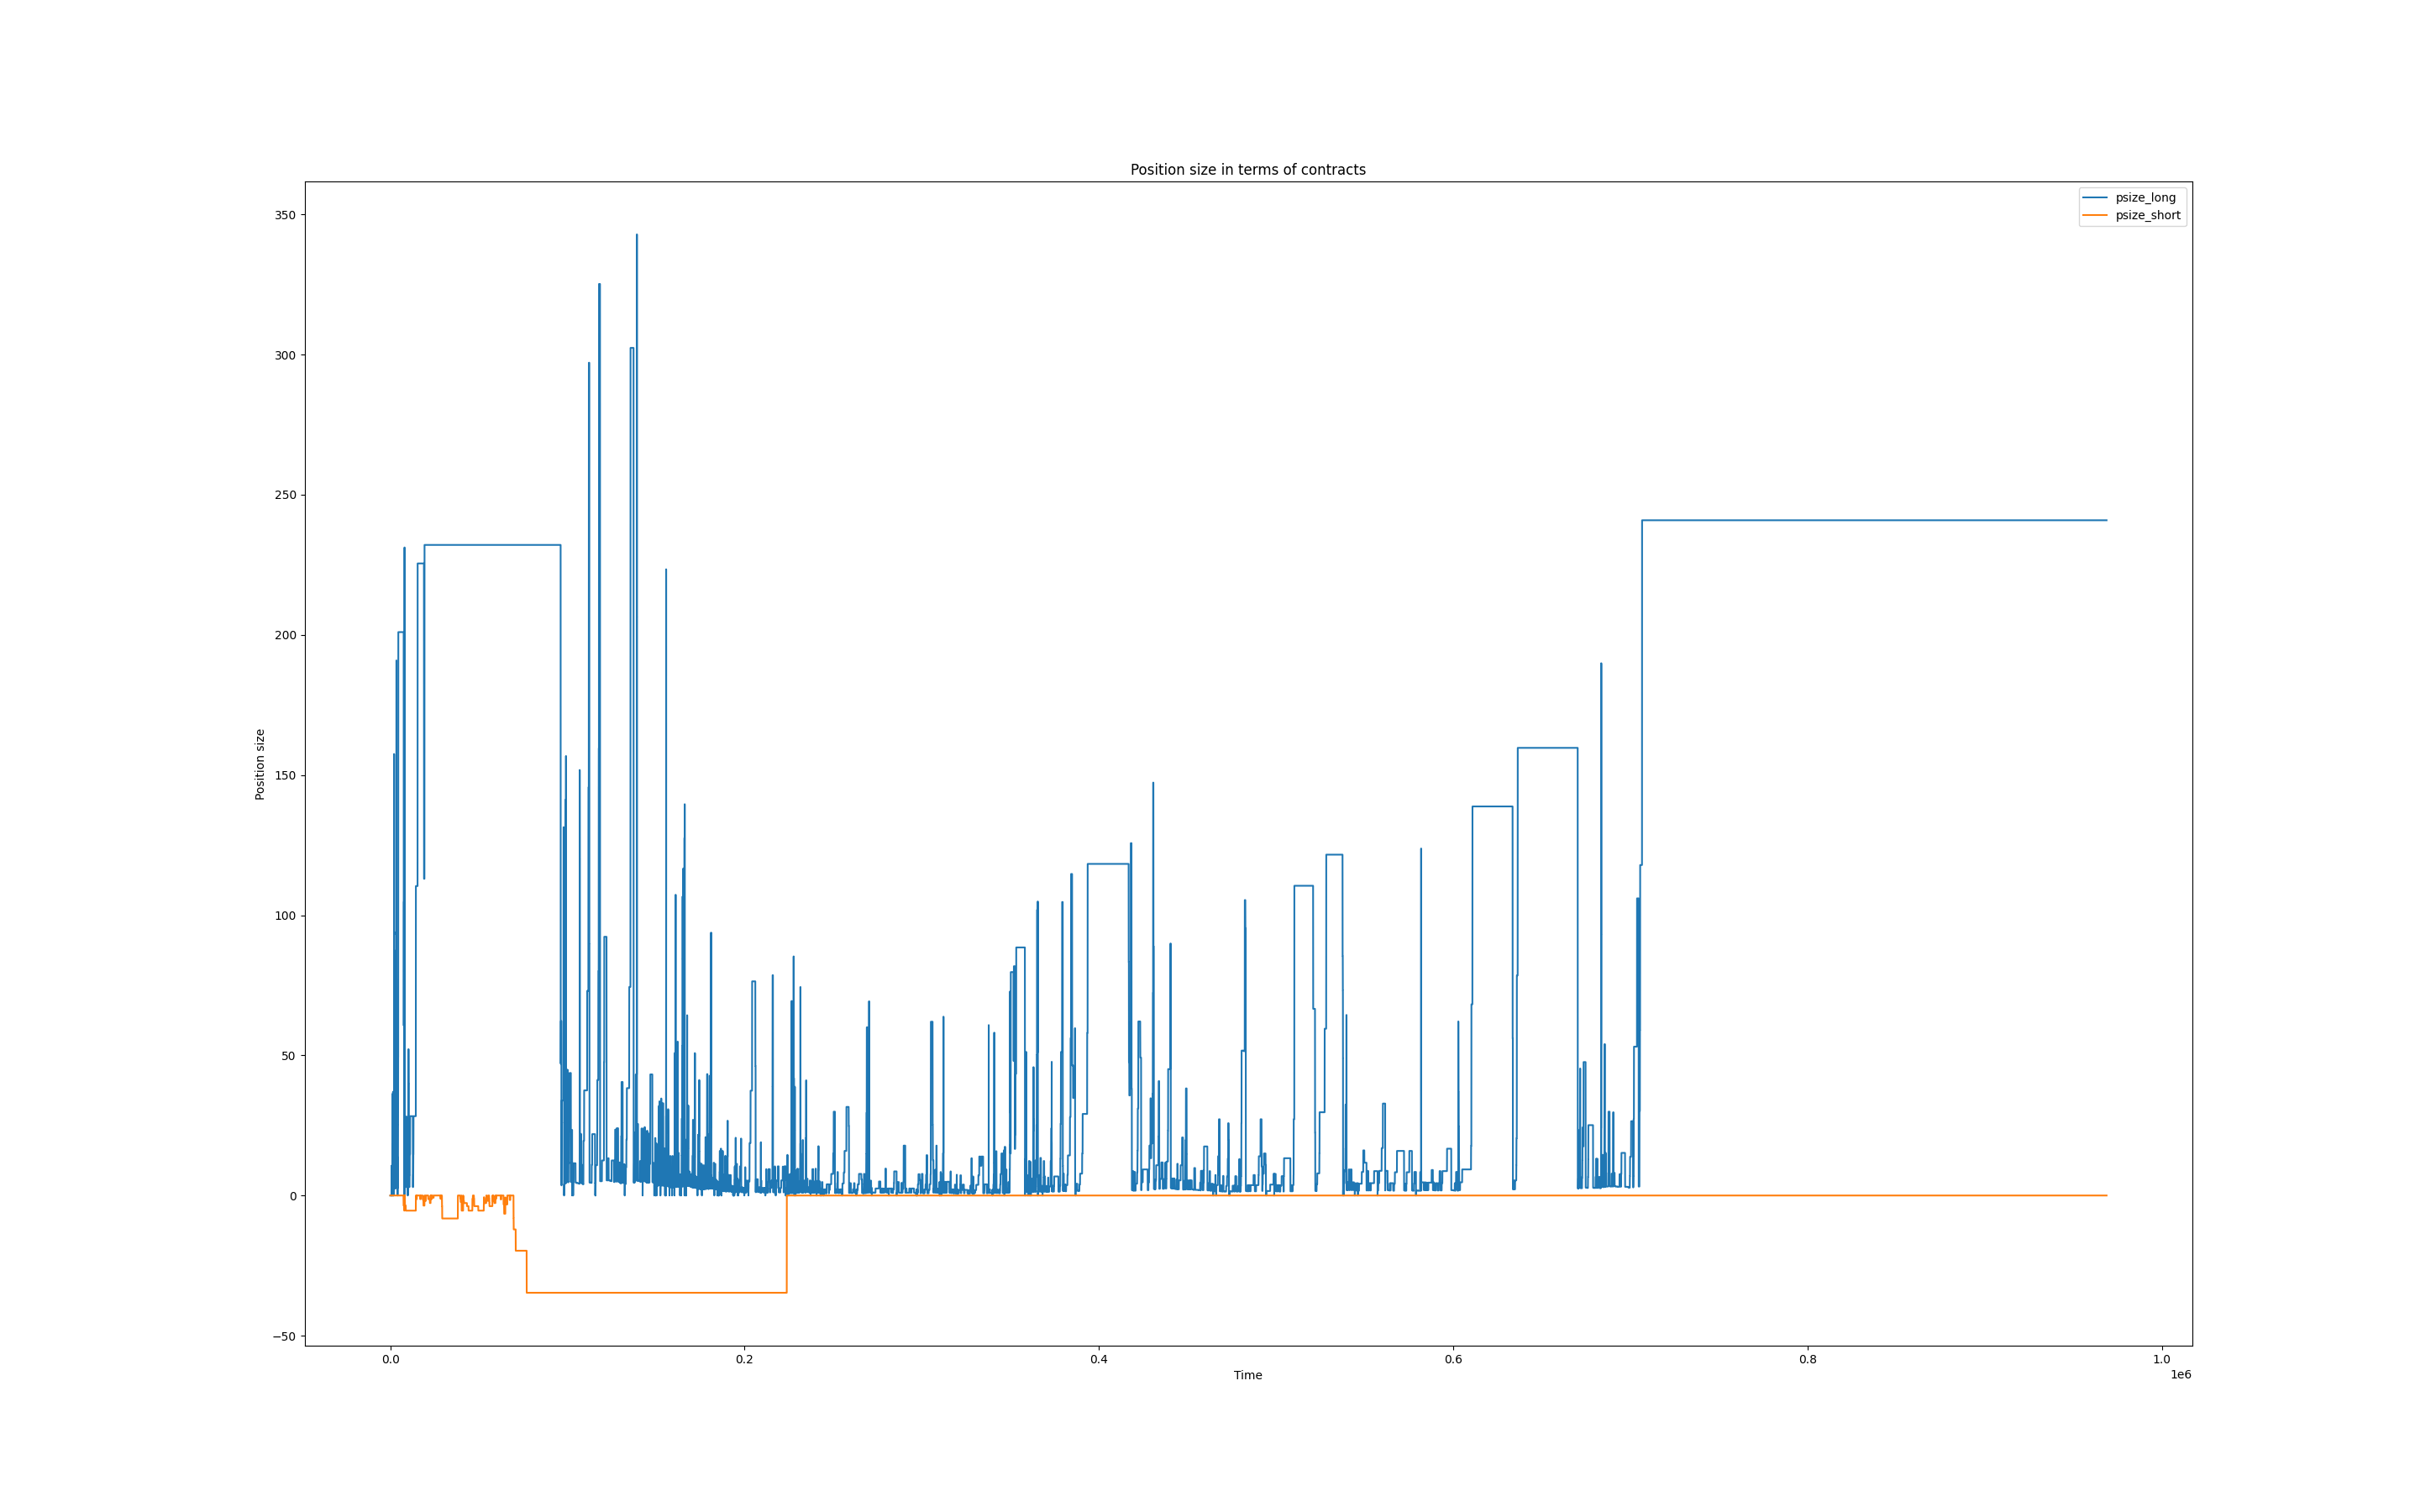 Position size in terms of contracts
psize_long
psize_short
350
300
250
200
150
100
50
0
−50
Position size
0.0 0.2 0.4 0.6 0.8 1.0
Time
1e6